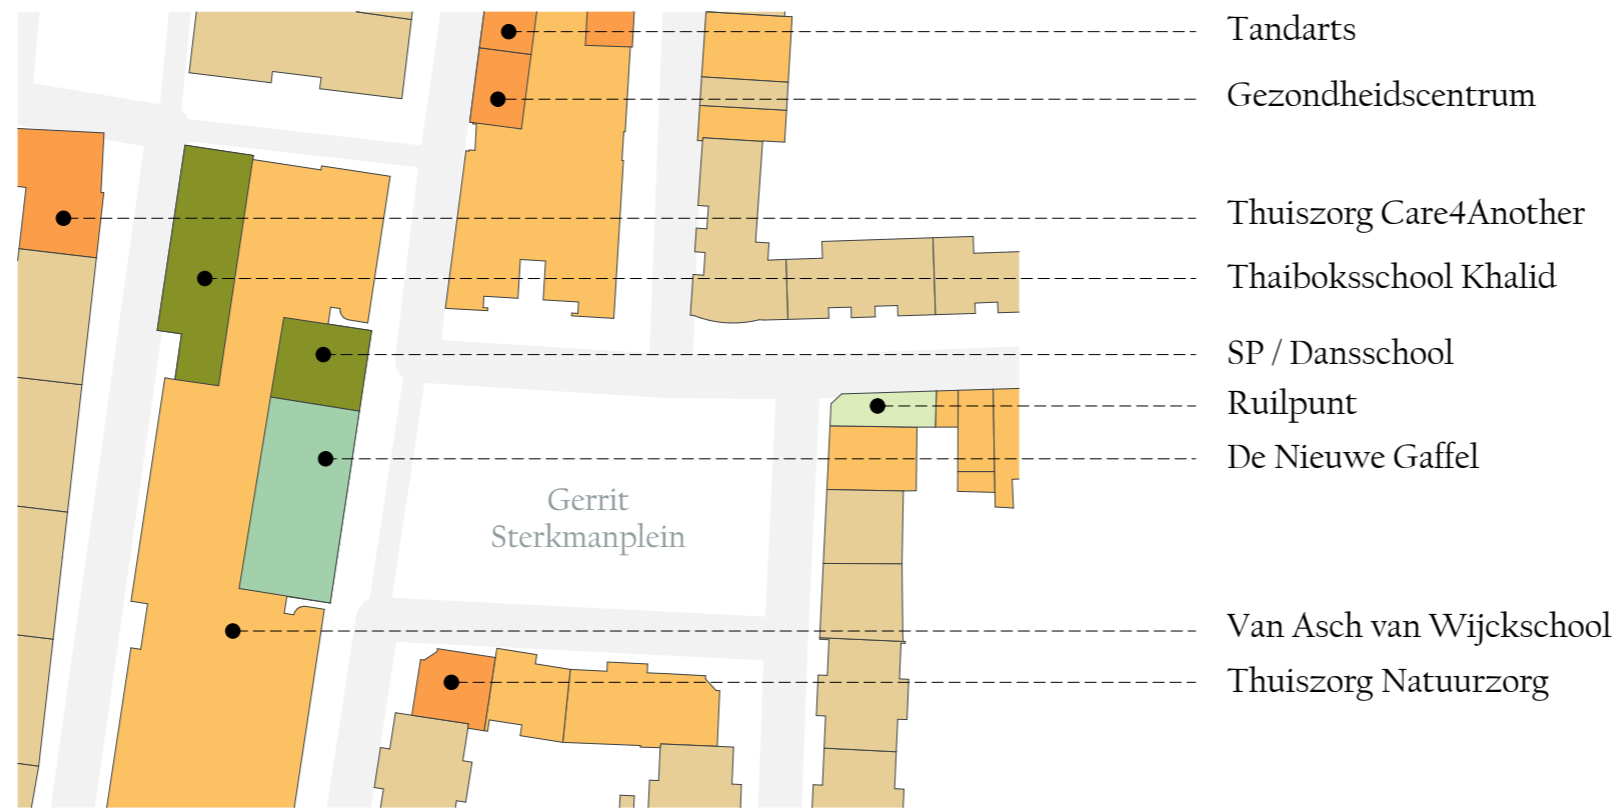 Tandarts
Gezondheidscentrum
Thuiszorg Care4Another
Thaiboksschool Khalid
SP / Dansschool
Ruilpunt
De Nieuwe Gaffel
Gerrit
Sterkmanplein
Van Asch van Wijckschool
Thuiszorg Natuurzorg